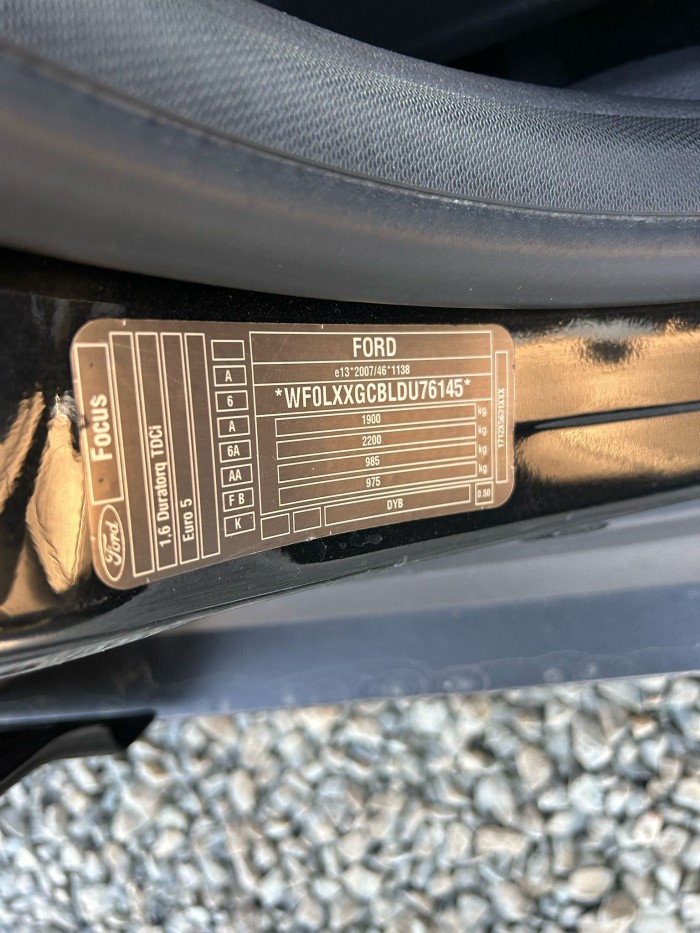 FORD
e13*2007/46*1138
*WF0LXXGCBLDU76145*
1900 kg
2200 kg
985 kg
975 kg
DYB
0.50
A
6
A
6A
AA
F B
K
Focus
Ford
1.6 Duratorq TDCi
Euro 5